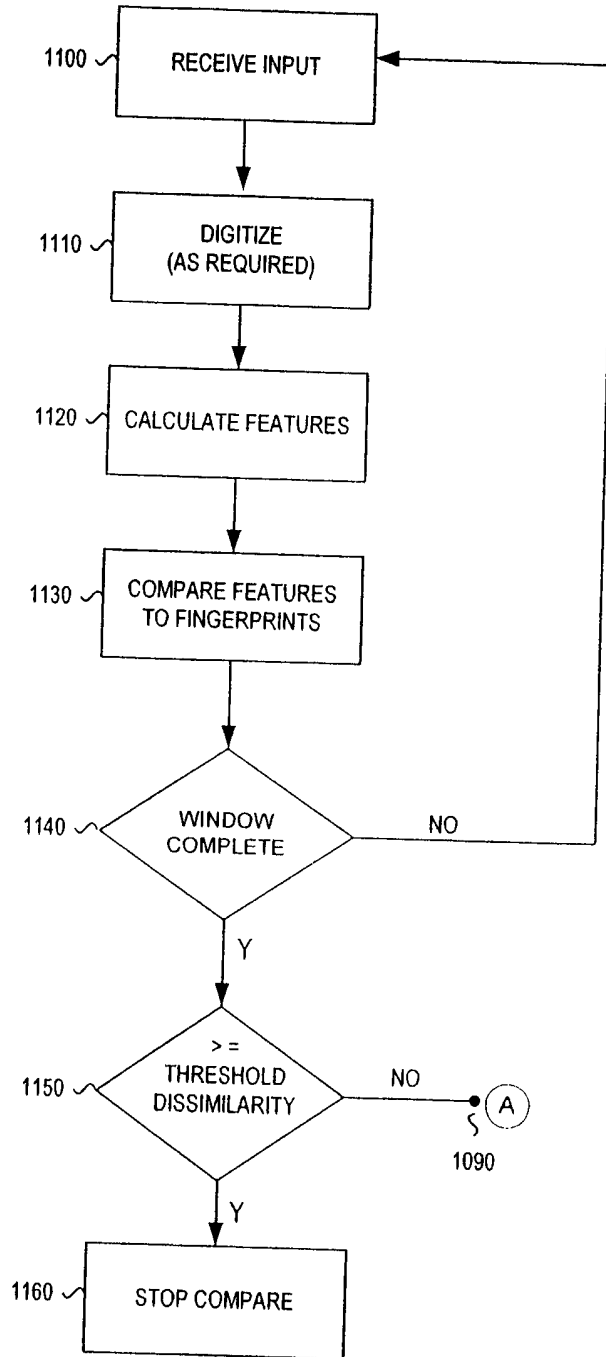 1100
RECEIVE INPUT
1110
DIGITIZE
(AS REQUIRED)
1120
CALCULATE FEATURES
1130
COMPARE FEATURES
TO FINGERPRINTS
1140
WINDOW
COMPLETE
NO
Y
1150
> =
THRESHOLD
DISSIMILARITY
NO
A
1090
Y
1160
STOP COMPARE